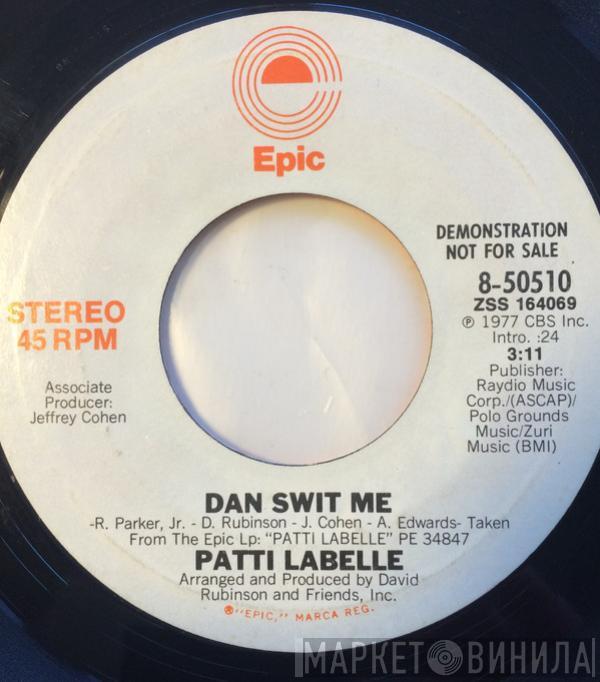 Epic
DEMONSTRATION
NOT FOR SALE
8-50510
ZSS 164069
℗ 1977 CBS Inc.
Intro. :24
3:11
Publisher:
Raydio Music
Corp./(ASCAP)/
Polo Grounds
Music/Zuri
Music (BMI)
STEREO
45 RPM
Associate
Producer:
Jeffrey Cohen
DAN SWIT ME
-R. Parker, Jr. - D. Rubinson - J. Cohen - A. Edwards- Taken
From The Epic Lp: "PATTI LABELLE" PE 34847
PATTI LABELLE
Arranged and Produced by David
Rubinson and Friends, Inc.
® "EPIC," MARCA REG.
МАРКЕТ ВИНИЛА